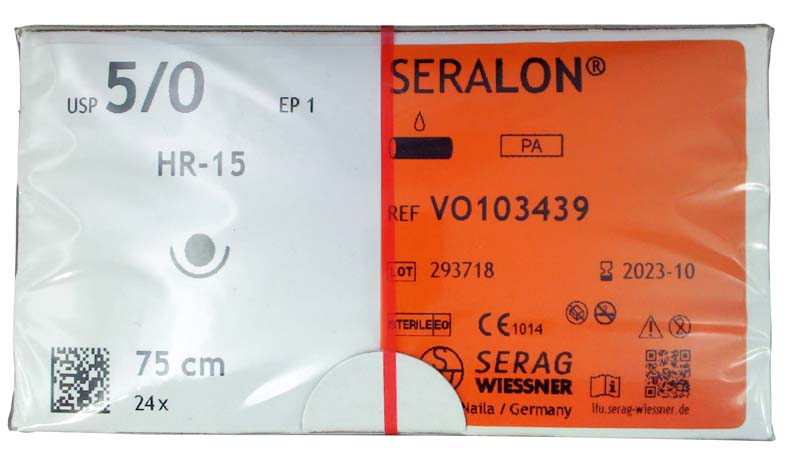 USP 5/0 EP 1
HR-15
75 cm
24x
SERALON®
PA
REF VO103439
LOT 293718 2023-10
STERILE EO CE 1014
SERAG
WIESSNER
Naila / Germany
ifu.serag-wiessner.de